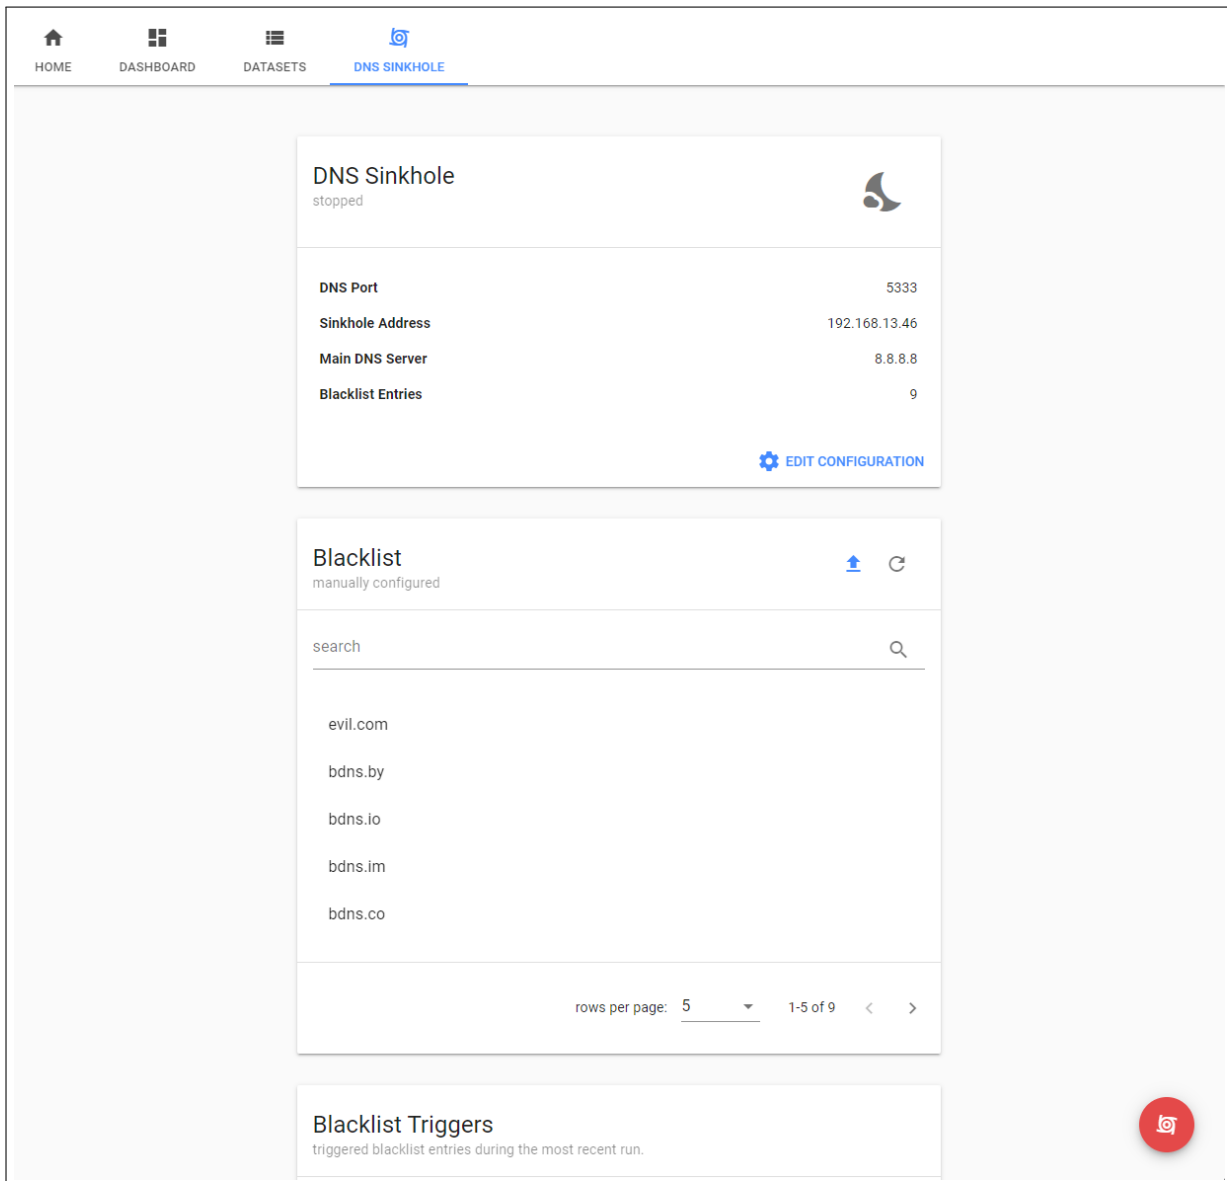 HOME DASHBOARD DATASETS DNS SINKHOLE
DNS Sinkhole
stopped
DNS Port 5333
Sinkhole Address 192.168.13.46
Main DNS Server 8.8.8.8
Blacklist Entries 9
EDIT CONFIGURATION
Blacklist
manually configured
search
evil.com
bdns.by
bdns.io
bdns.im
bdns.co
rows per page: 5 1-5 of 9
Blacklist Triggers
triggered blacklist entries during the most recent run.